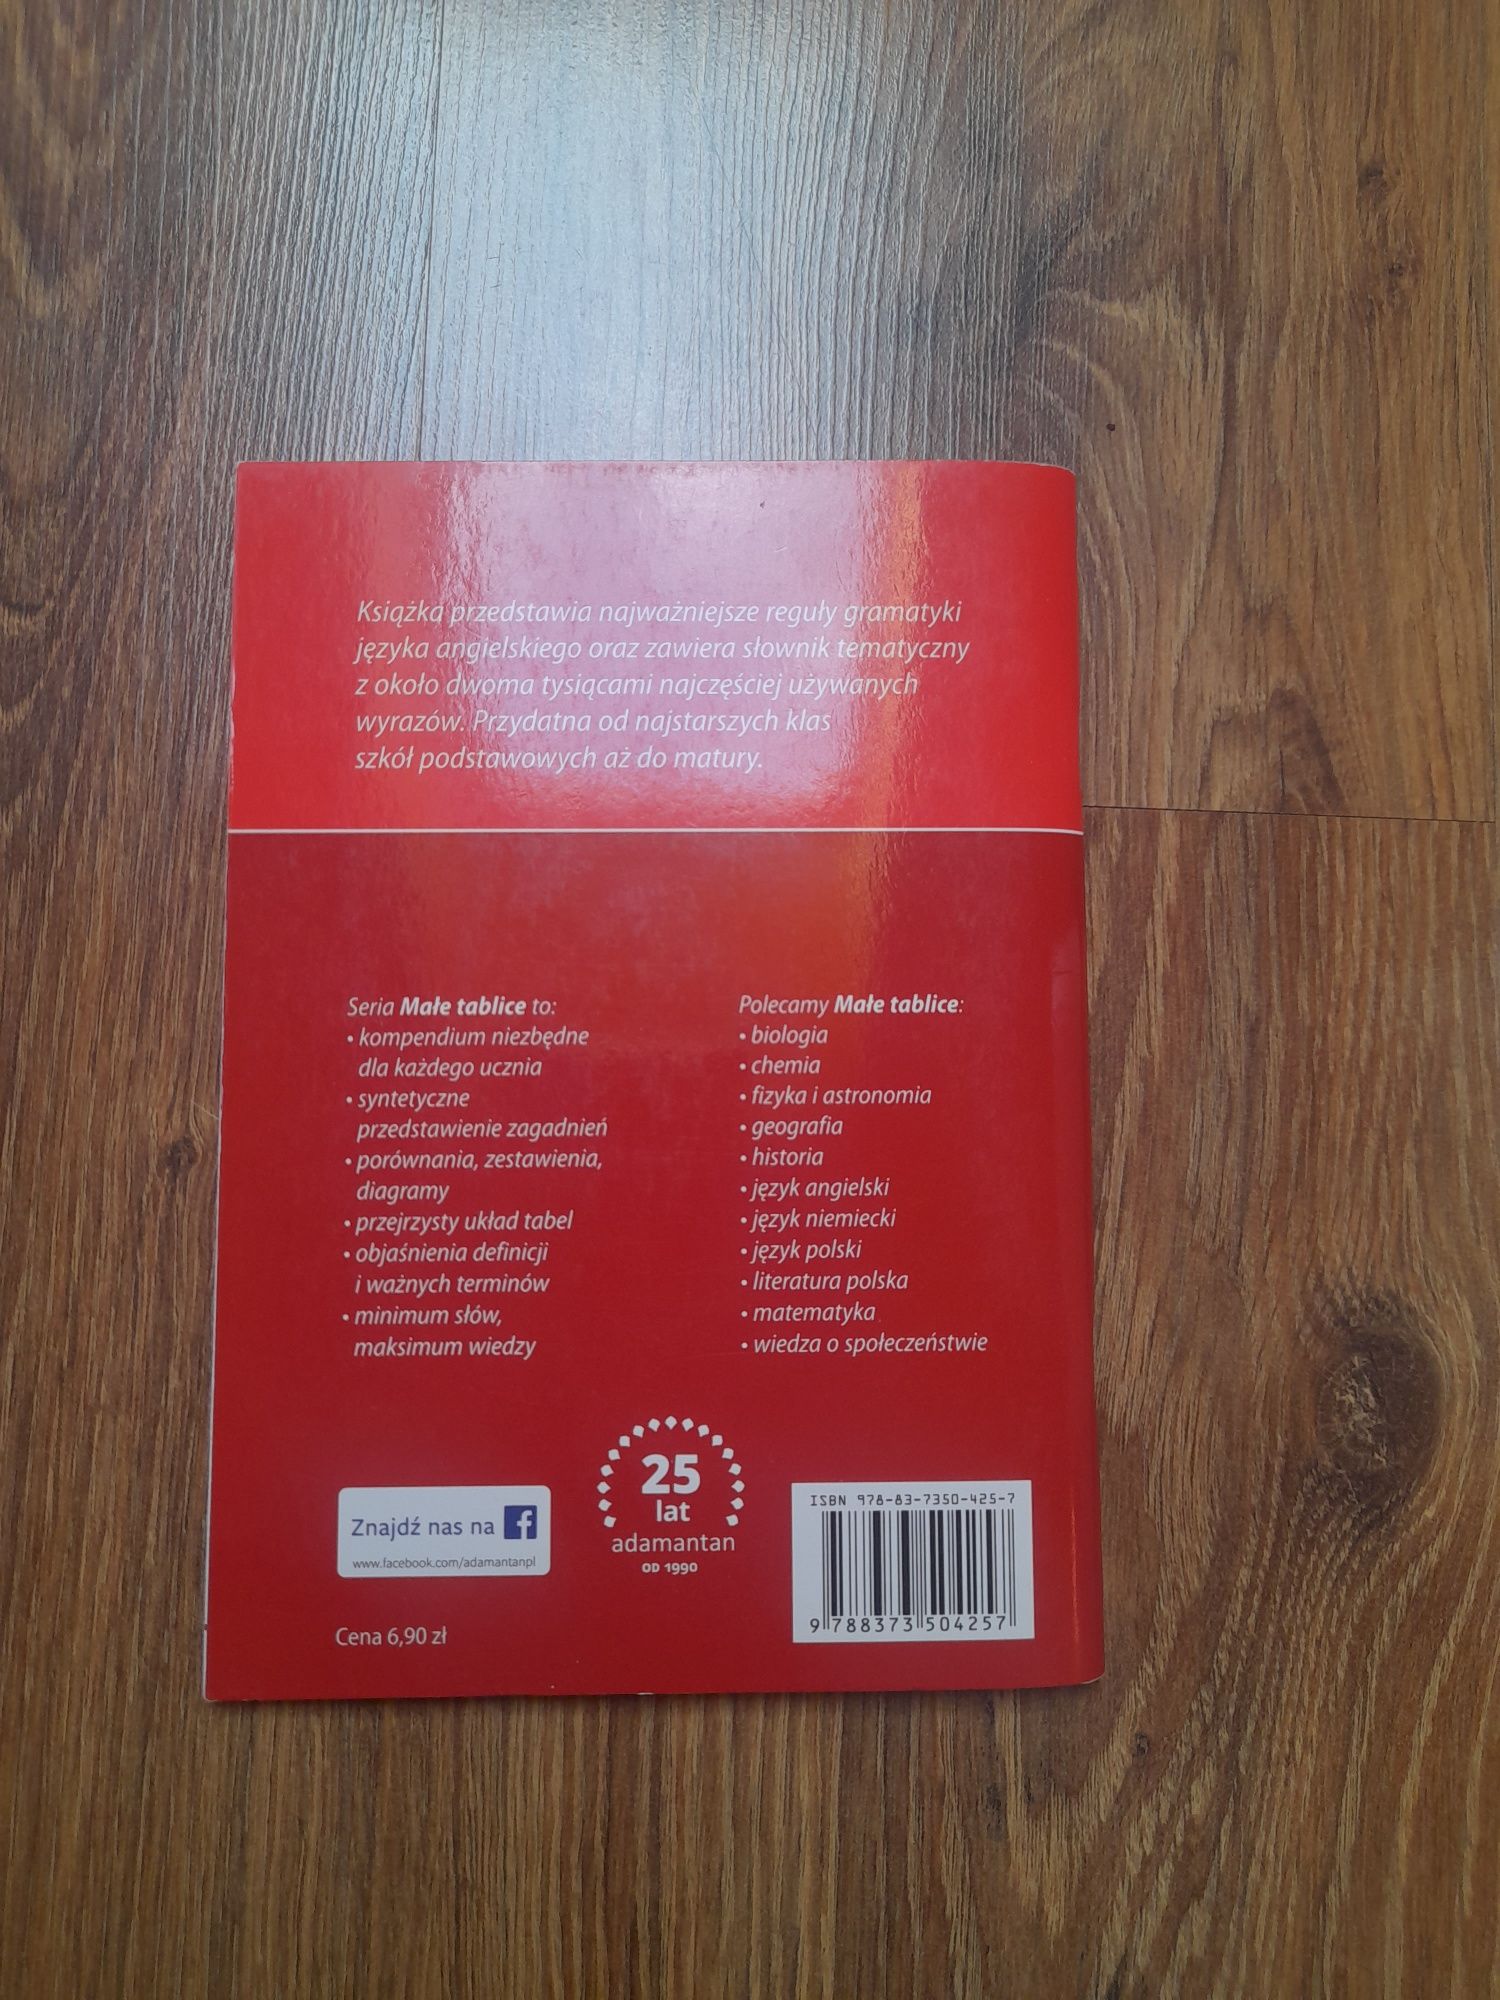 Książka przedstawia najważniejsze reguły gramatyki
języka angielskiego oraz zawiera słownik tematyczny
z około dwoma tysiącami najczęściej używanych
wyrazów. Przydatna od najstarszych klas
szkół podstawowych aż do matury.
Seria Małe tablice to:
• kompendium niezbędne
dla każdego ucznia
• syntetyczne
przedstawienie zagadnień
• porównania, zestawienia,
diagramy
• przejrzysty układ tabel
• objaśnienia definicji
i ważnych terminów
• minimum słów,
maksimum wiedzy
Polecamy Małe tablice:
• biologia
• chemia
• fizyka i astronomia
• geografia
• historia
• język angielski
• język niemiecki
• język polski
• literatura polska
• matematyka
• wiedza o społeczeństwie
Znajdź nas na f
www.facebook.com/adamantanpl
25
lat
adamantan
OD 1990
ISBN 978-83-7350-425-7
9 788373 504257
Cena 6,90 zł